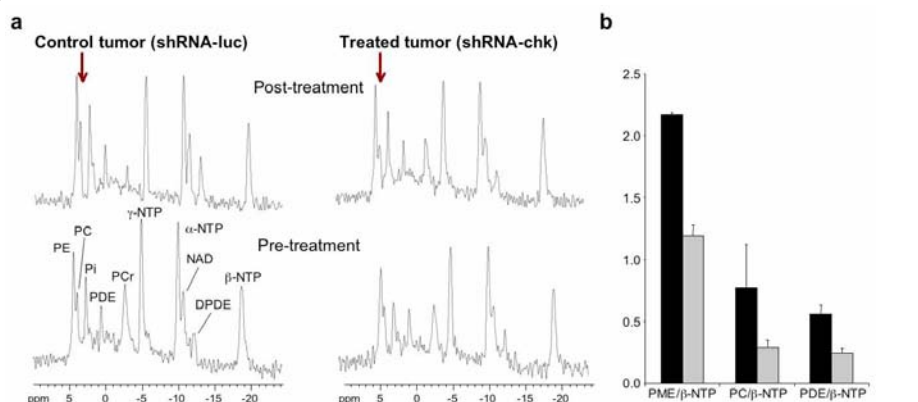 a
b
Control tumor (shRNA-luc)
Treated tumor (shRNA-chk)
Post-treatment
γ-NTP
α-NTP
Pre-treatment
PC
PE
NAD
Pi
PCr
β-NTP
PDE
DPDE
ppm 5 0 -5 -10 -15 -20
ppm 5 0 -5 -10 -15 -20
2.5
2.0
1.5
1.0
0.5
0.0
PME/β-NTP PC/β-NTP PDE/β-NTP